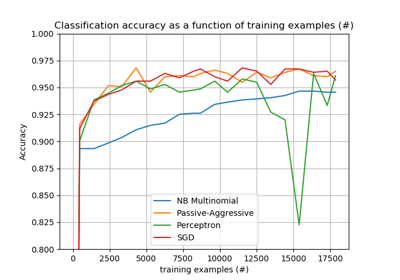 Classification accuracy as a function of training examples (#)
1.000
0.975
0.950
0.925
0.900
0.875
0.850
0.825
0.800
Accuracy
NB Multinomial
Passive-Aggressive
Perceptron
SGD
0 2500 5000 7500 10000 12500 15000 17500
training examples (#)